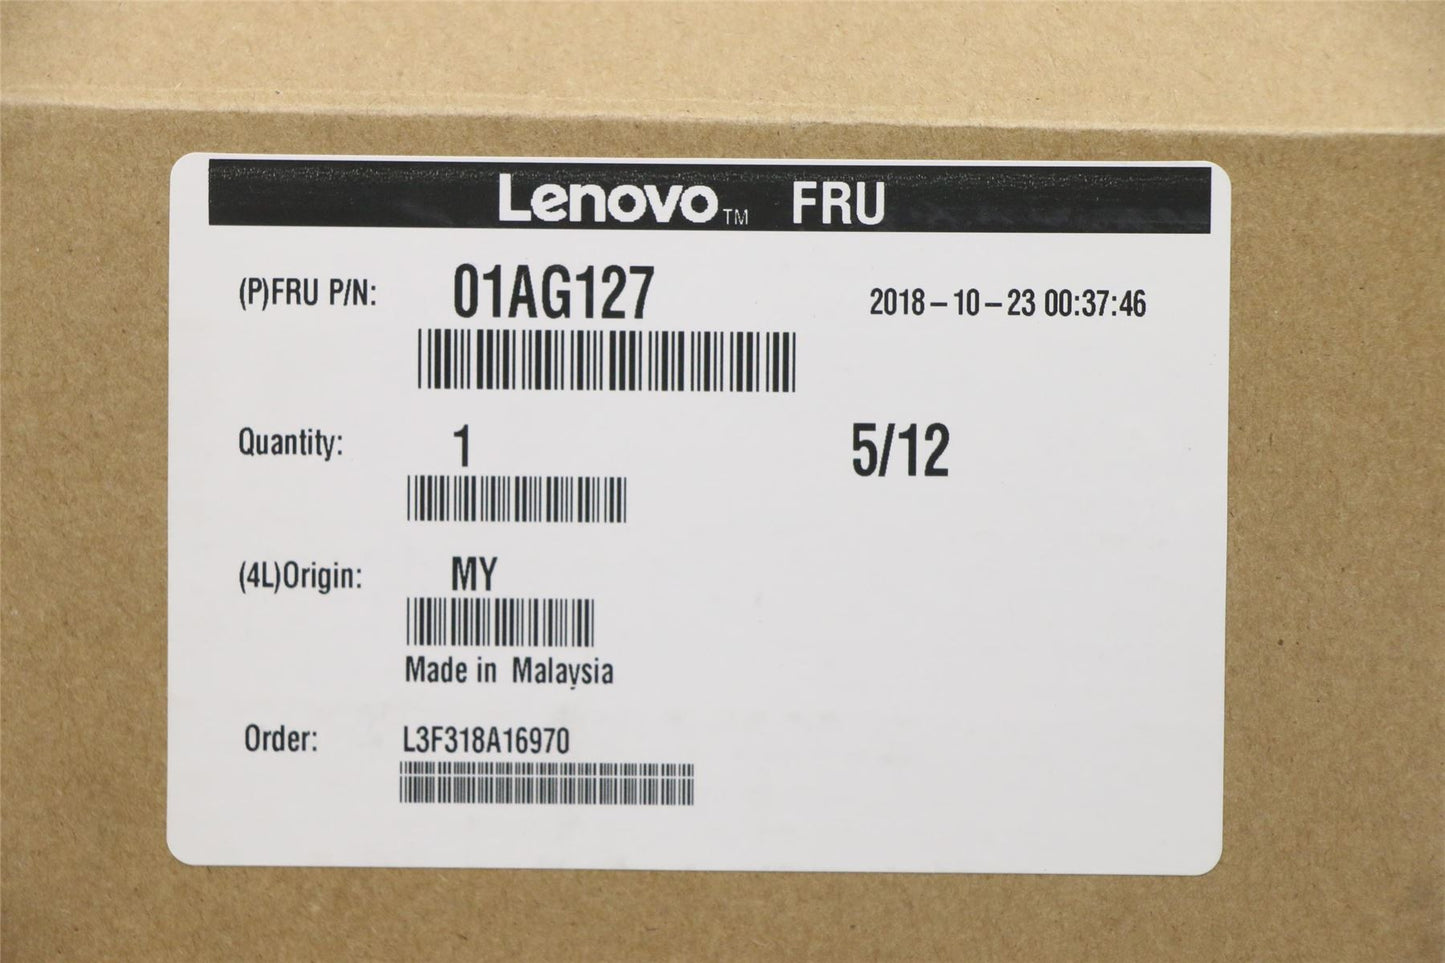 Lenovo™ FRU
(P)FRU P/N: 01AG127 2018-10-23 00:37:46
Quantity: 1 5/12
(4L)Origin: MY
Made in Malaysia
Order: L3F318A16970